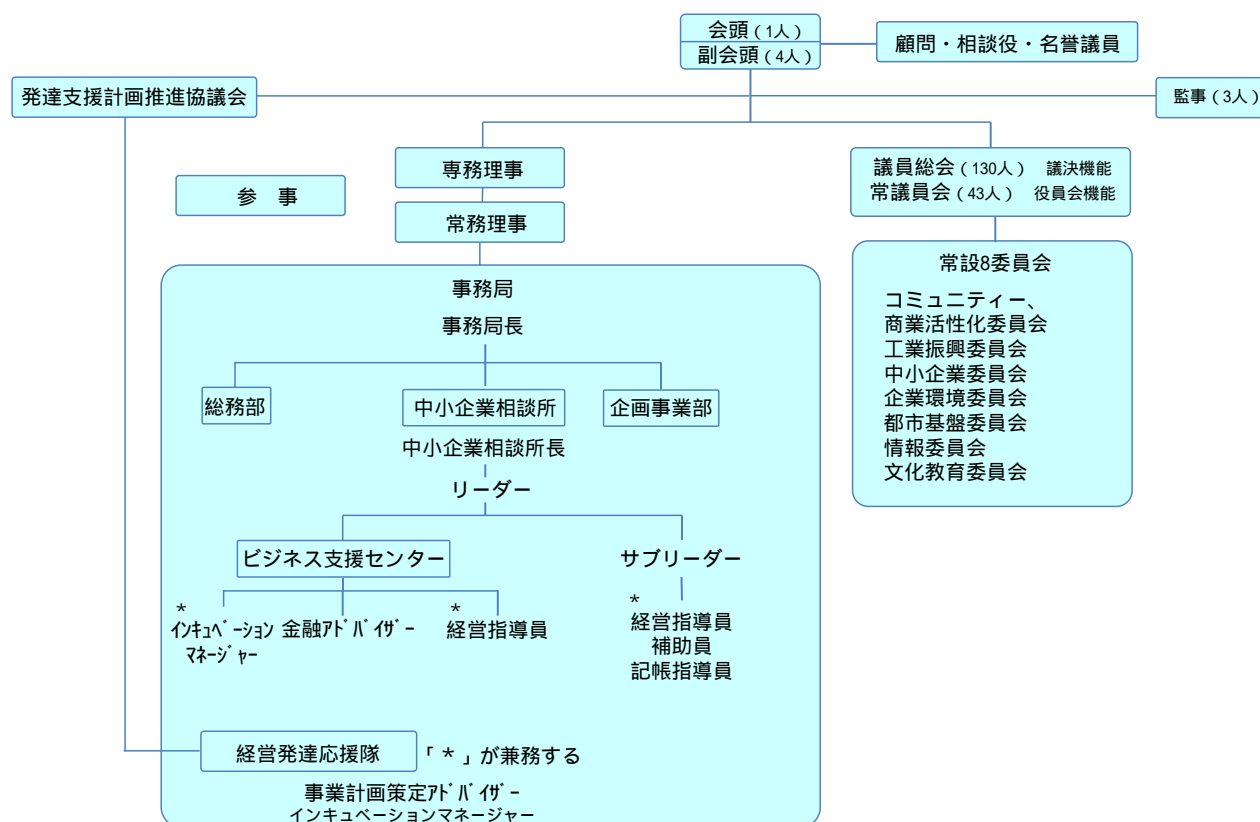 会頭（1人）
副会頭（4人）
顧問・相談役・名誉議員
発達支援計画推進協議会
監事（3人）
専務理事
常務理事
参　事
議員総会（130人）　議決機能
常議員会（43人）　役員会機能
常設8委員会
コミュニティー、
商業活性化委員会
工業振興委員会
中小企業委員会
企業環境委員会
都市基盤委員会
情報委員会
文化教育委員会
事務局
事務局長
総務部
中小企業相談所
企画事業部
中小企業相談所長
リーダー
ビジネス支援センター
サブリーダー
*
ｲﾝｷｭﾍﾞｰｼｮﾝ
ﾏﾈｰｼﾞｬｰ
金融ｱﾄﾞﾊﾞｲｻﾞｰ
*
経営指導員
*
経営指導員
補助員
記帳指導員
経営発達応援隊
「＊」が兼務する
事業計画策定ｱﾄﾞﾊﾞｲｻﾞｰ
インキュベーションマネージャー